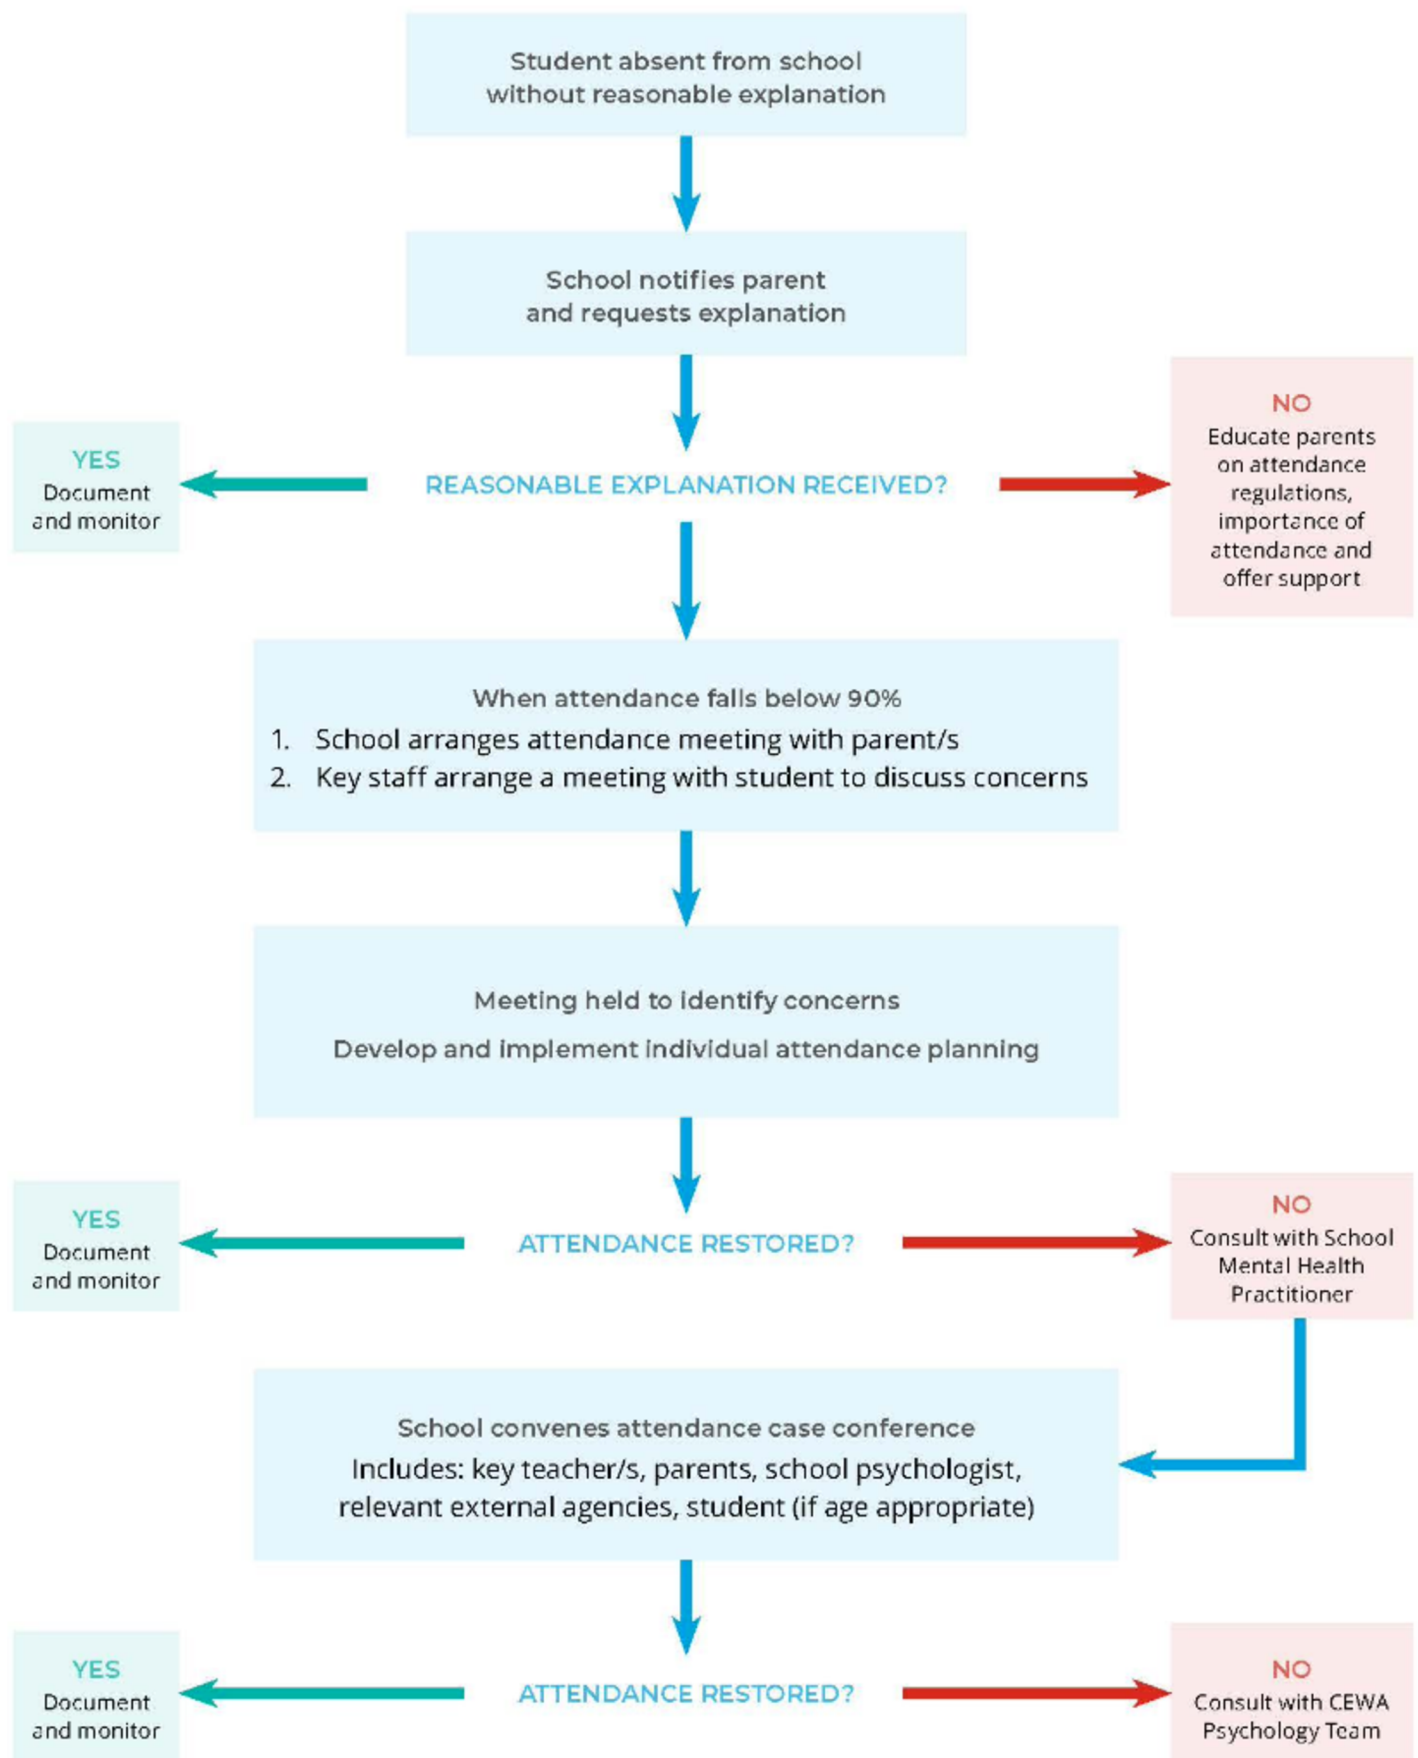 Student absent from school
without reasonable explanation
School notifies parent
and requests explanation
YES
Document
and monitor
REASONABLE EXPLANATION RECEIVED?
NO
Educate parents
on attendance
regulations,
importance of
attendance and
offer support
When attendance falls below 90%
1. School arranges attendance meeting with parent/s
2. Key staff arrange a meeting with student to discuss concerns
Meeting held to identify concerns
Develop and implement individual attendance planning
YES
Document
and monitor
ATTENDANCE RESTORED?
NO
Consult with School
Mental Health
Practitioner
School convenes attendance case conference
Includes: key teacher/s, parents, school psychologist,
relevant external agencies, student (if age appropriate)
YES
Document
and monitor
ATTENDANCE RESTORED?
NO
Consult with CEWA
Psychology Team